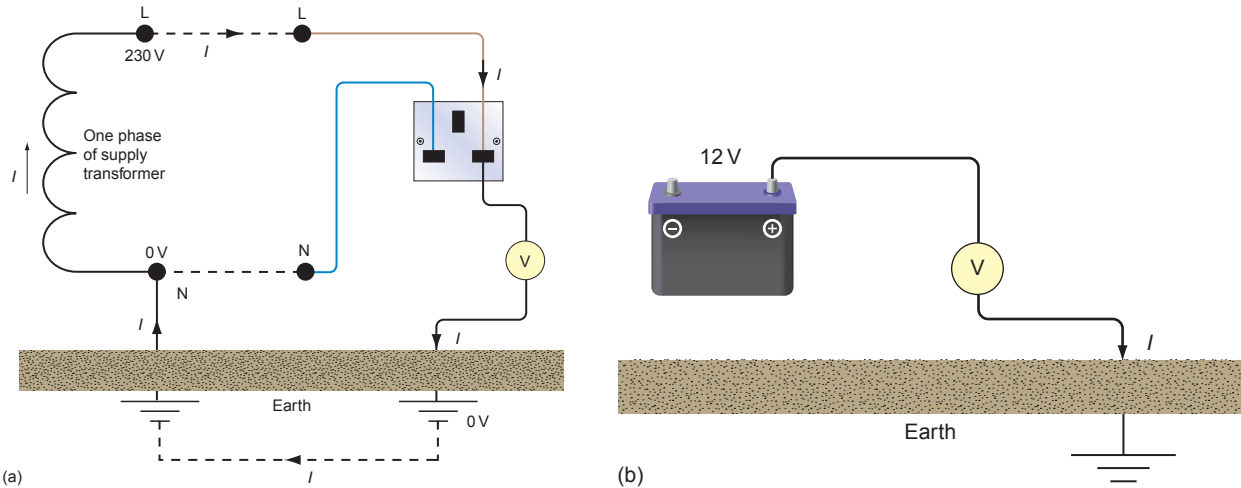 L
L
230 V
I
I
One phase
of supply
transformer
I
V
0 V
N
N
I
I
Earth
0 V
I
(a)
12 V
V
I
Earth
(b)